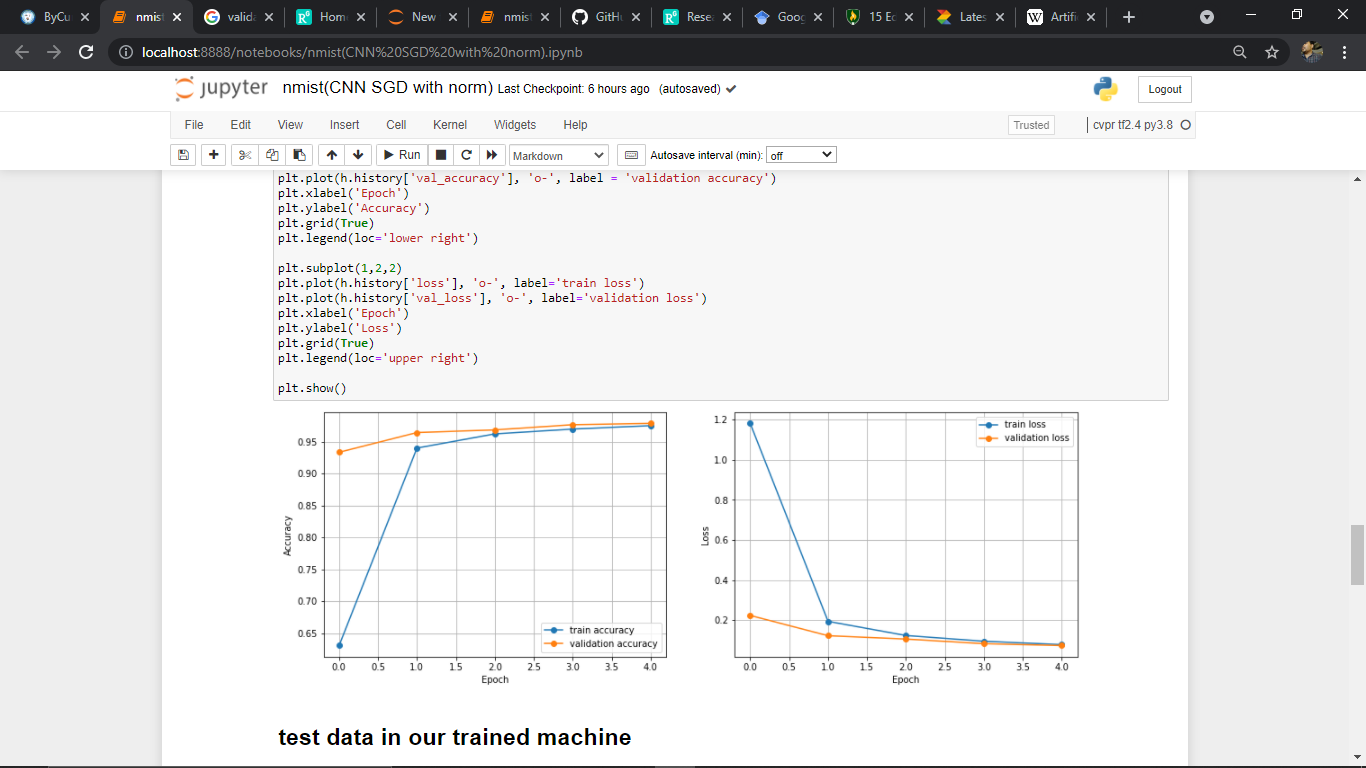 ByCu
nmis
valid
Home
New
nmis
GitHu
Resea
Goog
15 Ec
Lates
Artifi
localhost:8888/notebooks/nmist(CNN%20SGD%20with%20norm).ipynb
jupyter nmist(CNN SGD with norm) Last Checkpoint: 6 hours ago (autosaved)
Logout
File Edit View Insert Cell Kernel Widgets Help
Trusted
cvpr tf2.4 py3.8
Run
Markdown
Autosave interval (min): off
plt.plot(h.history['val_accuracy'], 'o-', label = 'validation accuracy')
plt.xlabel('Epoch')
plt.ylabel('Accuracy')
plt.grid(True)
plt.legend(loc='lower right')
plt.subplot(1,2,2)
plt.plot(h.history['loss'], 'o-', label='train loss')
plt.plot(h.history['val_loss'], 'o-', label='validation loss')
plt.xlabel('Epoch')
plt.ylabel('Loss')
plt.grid(True)
plt.legend(loc='upper right')
plt.show()
0.95
0.90
0.85
0.80
0.75
0.70
0.65
Accuracy
train accuracy
validation accuracy
0.0 0.5 1.0 1.5 2.0 2.5 3.0 3.5 4.0
Epoch
1.2
1.0
0.8
0.6
0.4
0.2
Loss
train loss
validation loss
0.0 0.5 1.0 1.5 2.0 2.5 3.0 3.5 4.0
Epoch
test data in our trained machine